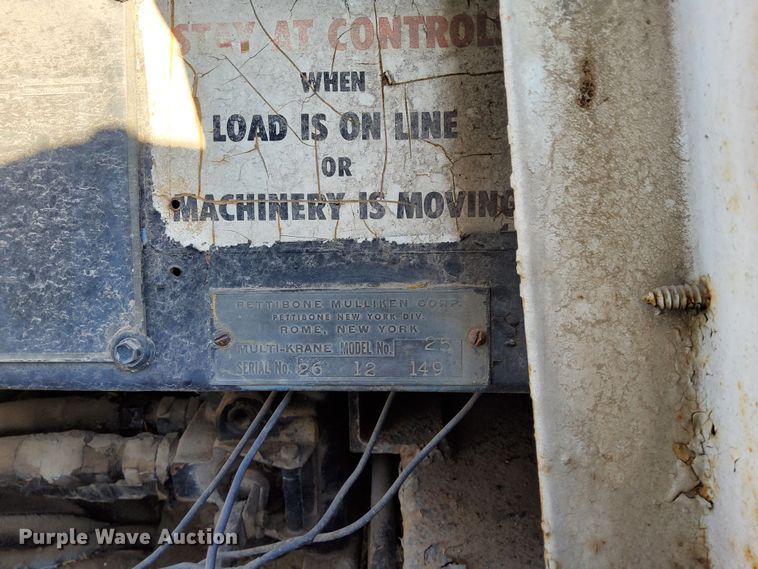 STAY AT CONTROLS
WHEN
LOAD IS ON LINE
OR
MACHINERY IS MOVING
PETTIBONE MULLIKEN CORP.
PETTIBONE NEW YORK DIV.
ROME, NEW YORK
MULTI-KRANE MODEL No. 25
SERIAL No. 26 12 149
Purple Wave Auction®